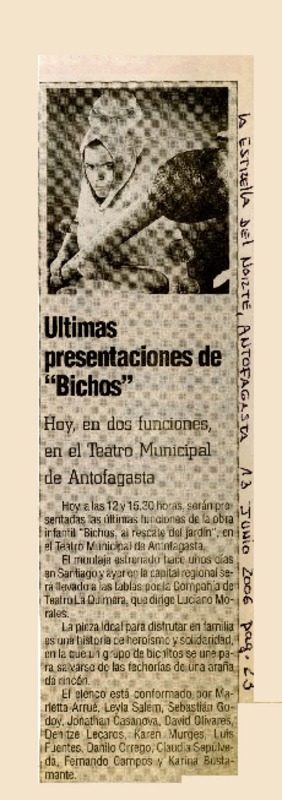 Ultimas
presentaciones de
“Bichos”
Hoy, en dos funciones,
en el Teatro Municipal
de Antofagasta
Hoy, a las 12 y 15.30 horas, serán pre-
sentadas las últimas funciones de la obra
infantil “Bichos, al rescate del jardín”, en
el Teatro Municipal de Antofagasta.
El montaje estrenado hace unos días
en Santiago y ayer en la capital regional se-
rá llevado a las tablas por la Compañía de
Teatro La Quimera, que dirige Luciano Mo-
rales.
La pieza ideal para disfrutar en familia
es una historia de heroísmo y solidaridad,
en la que un grupo de bichitos se une pa-
ra salvarse de las fechorías de una araña
de rincón.
El elenco está conformado por Ma-
rietta Arrué, Leyla Salem, Sebastián Go-
doy, Jonathan Casanova, David Olivares,
Lecaros, Karen Murges, Luis
Fuentes, Danilo Orrego, Claudia Sepúlve-
da, Fernando Campos y Karina Busta-
mante.
LA ESTRELLA DEL NORTE, ANTOFAGASTA 13 JUNIO 2006 pag. 23